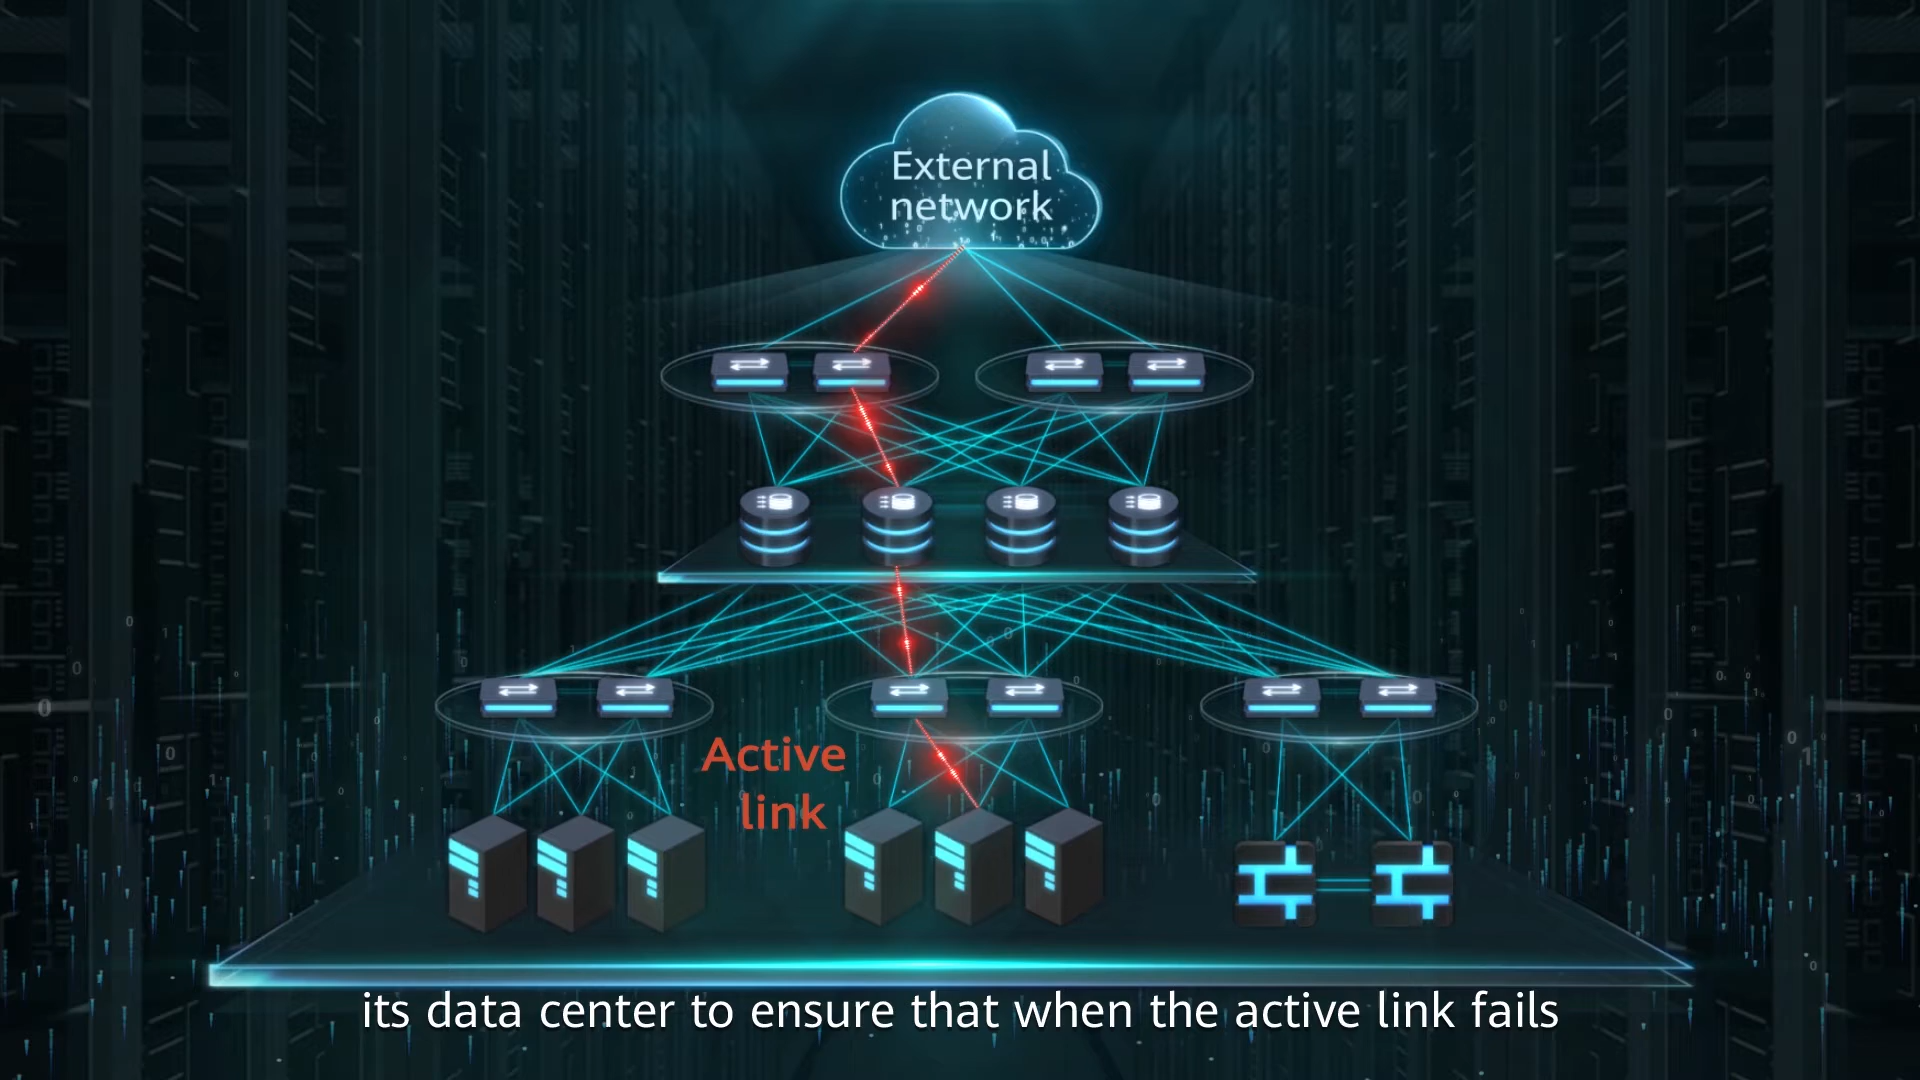 External
network
Active
link
its data center to ensure that when the active link fails